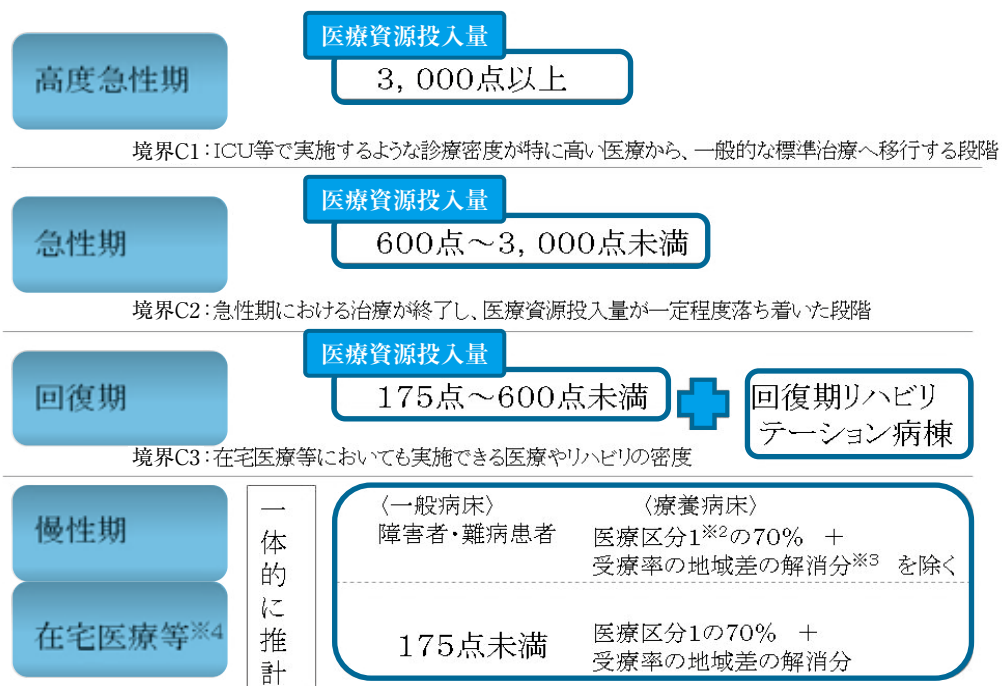 医療資源投入量
高度急性期
3，000点以上
境界C1：ICU等で実施するような診療密度が特に高い医療から、一般的な標準治療へ移行する段階
医療資源投入量
急性期
600点～3，000点未満
境界C2：急性期における治療が終了し、医療資源投入量が一定程度落ち着いた段階
医療資源投入量
回復期
175点～600点未満
回復期リハビリ
テーション病棟
境界C3：在宅医療等においても実施できる医療やリハビリの密度
慢性期
一体的に推計
〈一般病床〉
障害者・難病患者
〈療養病床〉
医療区分1※2の70%　＋
受療率の地域差の解消分※3　を除く
在宅医療等※4
175点未満
医療区分1の70%　＋
受療率の地域差の解消分